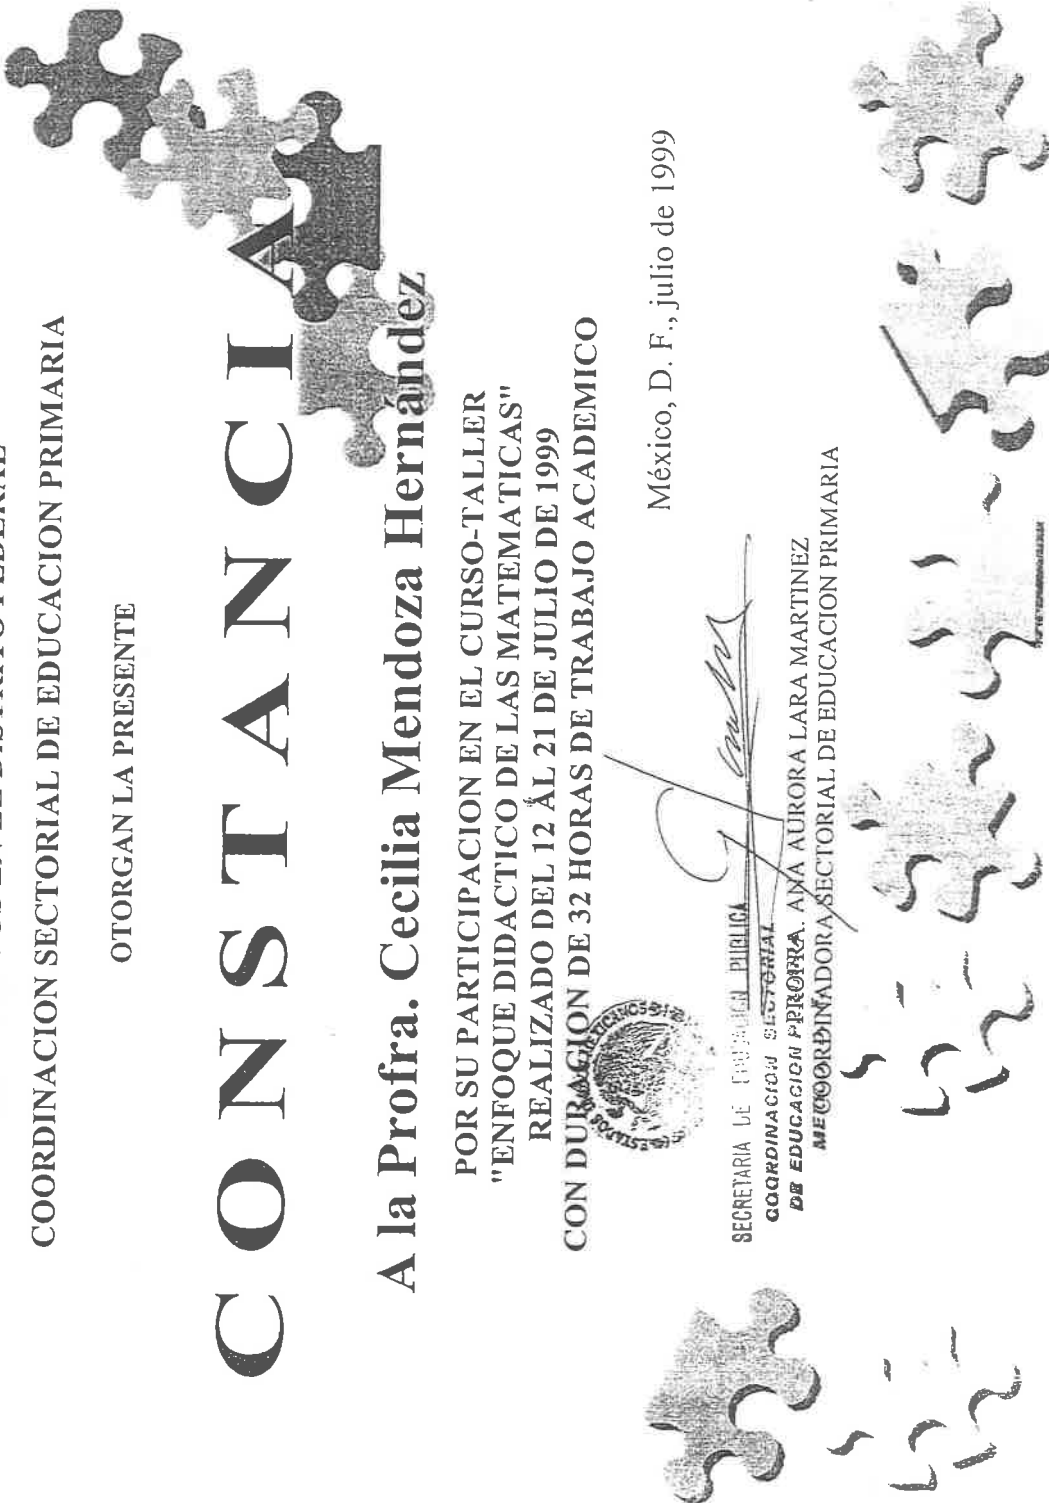 COORDINACION SECTORIAL DE EDUCACION PRIMARIA
OTORGAN LA PRESENTE
CONSTANCIA
A la Profra. Cecilia Mendoza Hernández
POR SU PARTICIPACION EN EL CURSO-TALLER
"ENFOQUE DIDACTICO DE LAS MATEMATICAS"
REALIZADO DEL 12 AL 21 DE JULIO DE 1999
CON DURACION DE 32 HORAS DE TRABAJO ACADEMICO
México, D. F., julio de 1999
SECRETARIA DE EDUCACION PUBLICA
COORDINACION SECTORIAL
DE EDUCACION
PROFRA. ANA AURORA LARA MARTINEZ
COORDINADORA SECTORIAL DE EDUCACION PRIMARIA